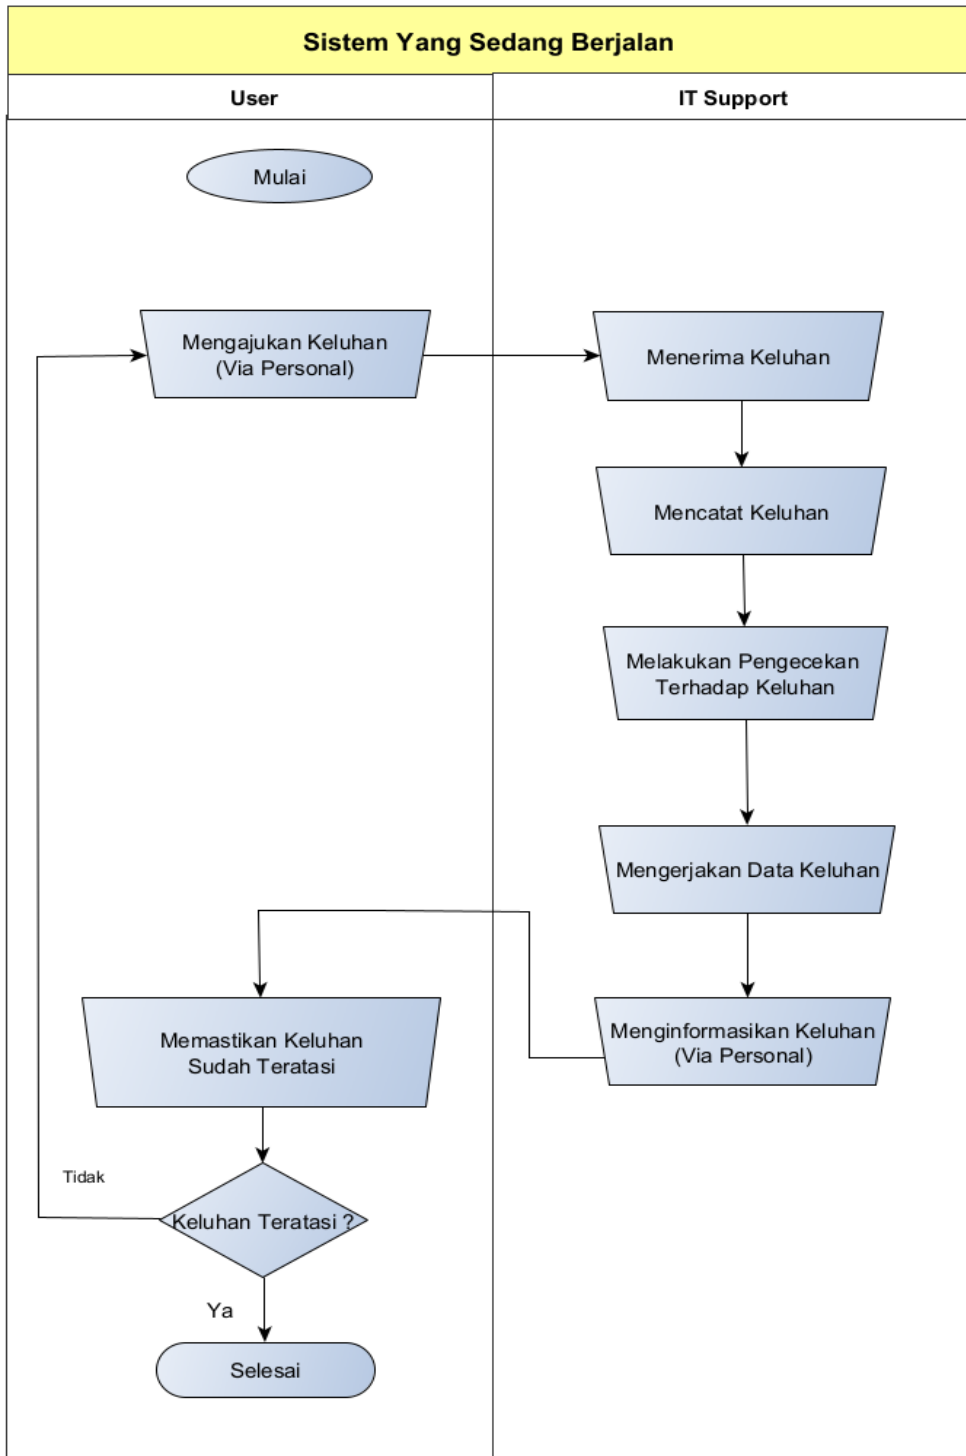 Sistem Yang Sedang Berjalan
User
IT Support
Mulai
Mengajukan Keluhan
(Via Personal)
Menerima Keluhan
Mencatat Keluhan
Melakukan Pengecekan
Terhadap Keluhan
Mengerjakan Data Keluhan
Menginformasikan Keluhan
(Via Personal)
Memastikan Keluhan
Sudah Teratasi
Tidak
Keluhan Teratasi ?
Ya
Selesai